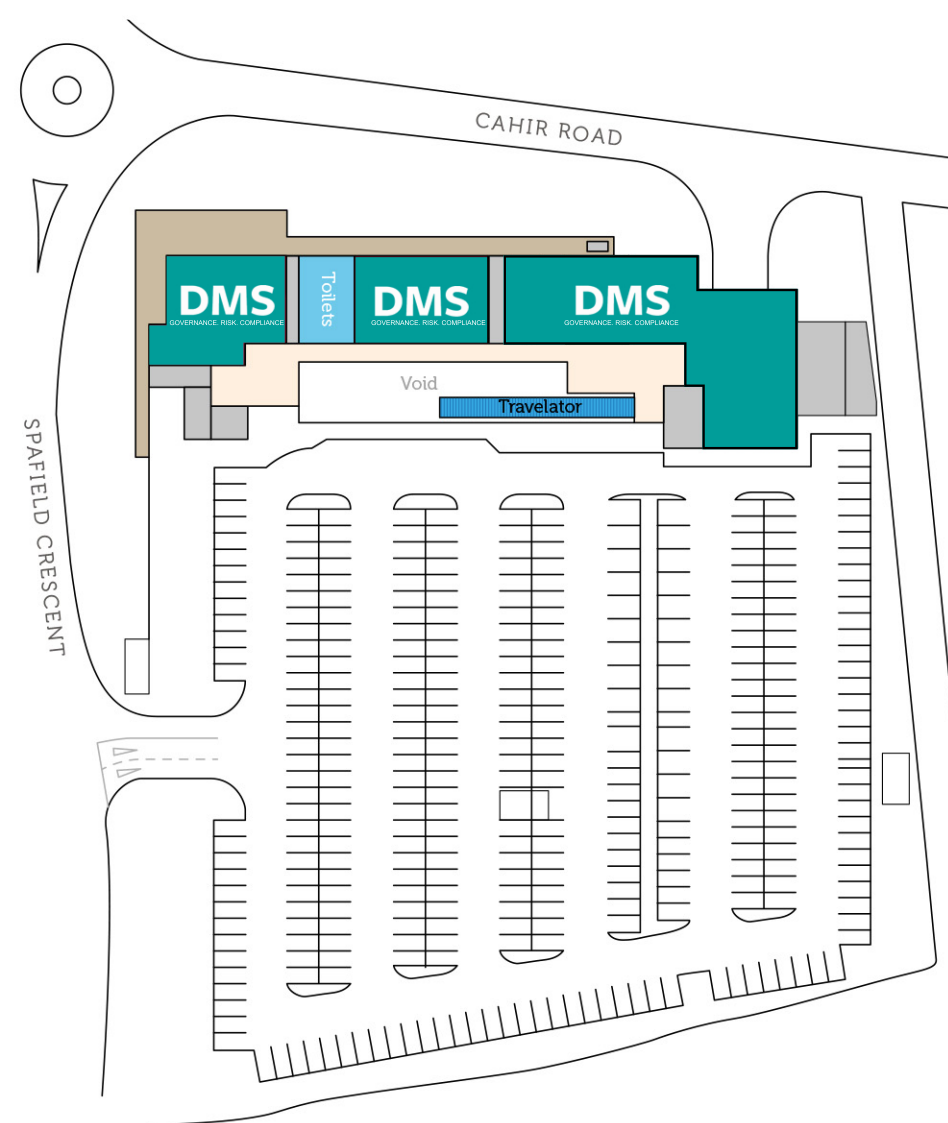 CAHIR ROAD
DMS
GOVERNANCE. RISK. COMPLIANCE
Toilets
DMS
GOVERNANCE. RISK. COMPLIANCE
DMS
GOVERNANCE. RISK. COMPLIANCE
Void
Travelator
SPAFIELD CRESCENT